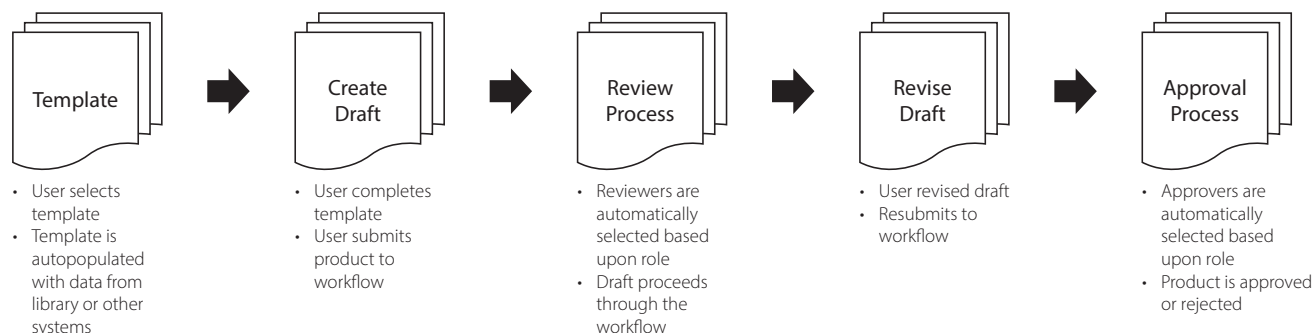 Template
Create
Draft
Review
Process
Revise
Draft
Approval
Process
• User selects
template
• Template is
autopopulated
with data from
library or other
systems
• User completes
template
• User submits
product to
workflow
• Reviewers are
automatically
selected based
upon role
• Draft proceeds
through the
workflow
• User revised draft
• Resubmits to
workflow
• Approvers are
automatically
selected based
upon role
• Product is approved
or rejected